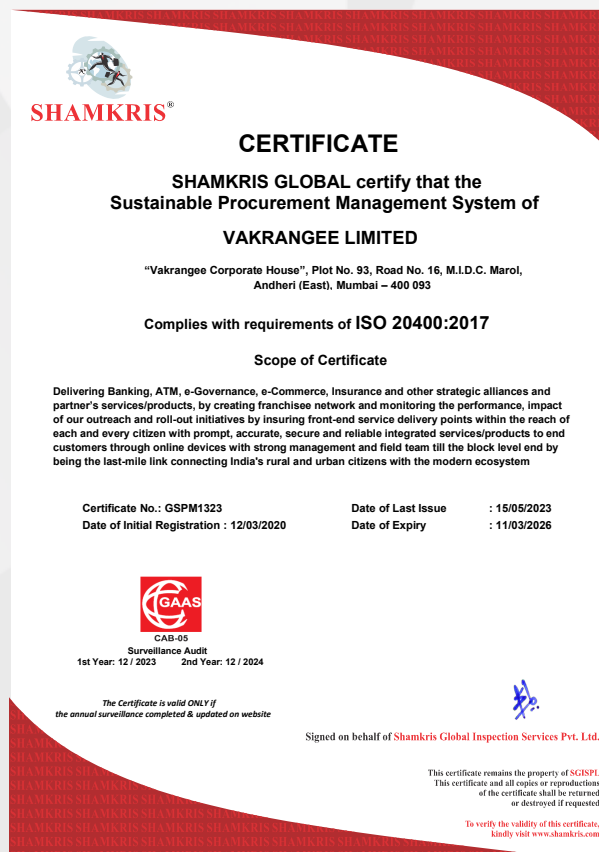 SHAMKRIS®
CERTIFICATE
SHAMKRIS GLOBAL certify that the
Sustainable Procurement Management System of
VAKRANGEE LIMITED
“Vakrangee Corporate House”, Plot No. 93, Road No. 16, M.I.D.C. Marol,
Andheri (East), Mumbai – 400 093
Complies with requirements of ISO 20400:2017
Scope of Certificate
Delivering Banking, ATM, e-Governance, e-Commerce, Insurance and other strategic alliances and
partner's services/products, by creating franchisee network and monitoring the performance, impact
of our outreach and roll-out initiatives by insuring front-end service delivery points within the reach of
each and every citizen with prompt, accurate, secure and reliable integrated services/products to end
customers through online devices with strong management and field team till the block level end by
being the last-mile link connecting India's rural and urban citizens with the modern ecosystem
Certificate No.: GSPM1323 Date of Last Issue : 15/05/2023
Date of Initial Registration : 12/03/2020 Date of Expiry : 11/03/2026
GAAS
CAB-05
Surveillance Audit
1st Year: 12 / 2023 2nd Year: 12 / 2024
The Certificate is valid ONLY if
the annual surveillance completed & updated on website
Signed on behalf of Shamkris Global Inspection Services Pvt. Ltd.
This certificate remains the property of SGISPL
This certificate and all copies or reproductions
of the certificate shall be returned
or destroyed if requested
To verify the validity of this certificate,
kindly visit www.shamkris.com